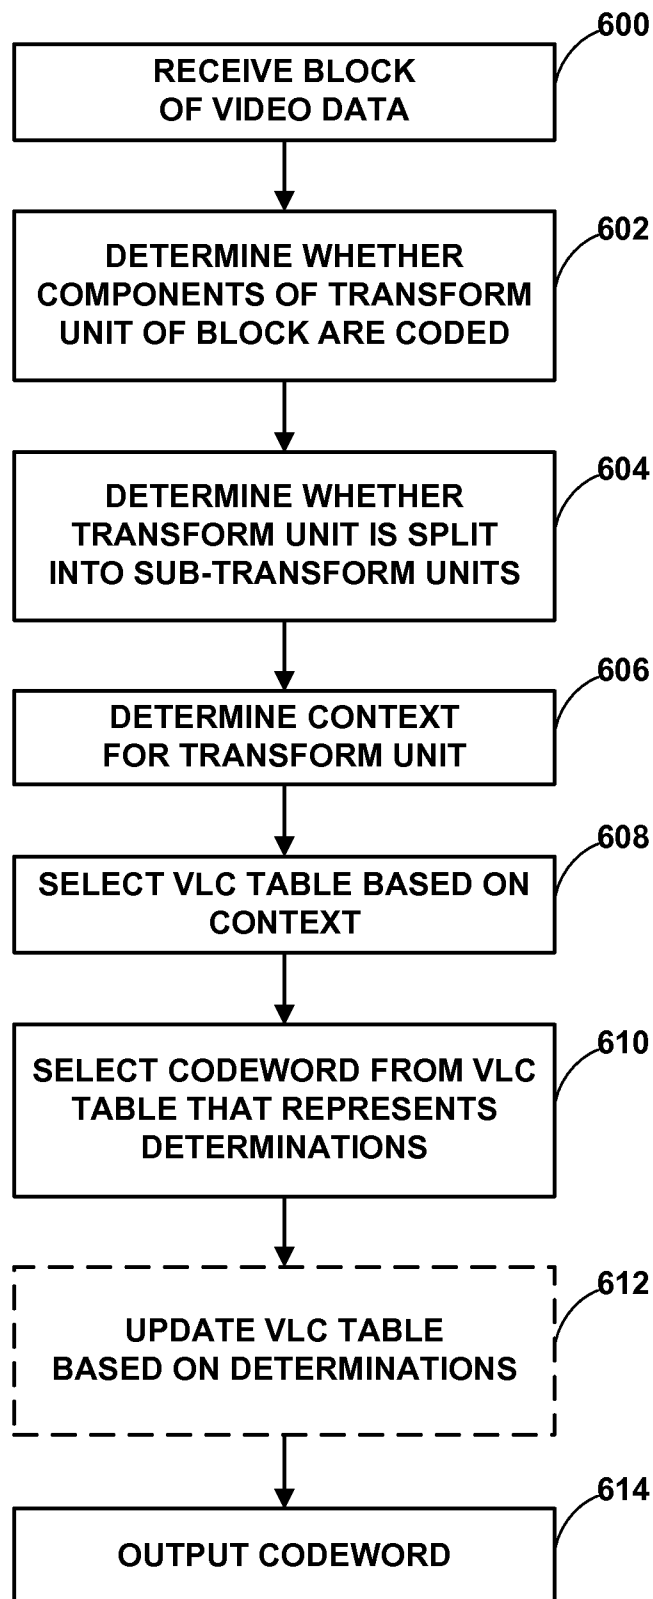 600
RECEIVE BLOCK
OF VIDEO DATA
602
DETERMINE WHETHER
COMPONENTS OF TRANSFORM
UNIT OF BLOCK ARE CODED
604
DETERMINE WHETHER
TRANSFORM UNIT IS SPLIT
INTO SUB-TRANSFORM UNITS
606
DETERMINE CONTEXT
FOR TRANSFORM UNIT
608
SELECT VLC TABLE BASED ON
CONTEXT
610
SELECT CODEWORD FROM VLC
TABLE THAT REPRESENTS
DETERMINATIONS
612
UPDATE VLC TABLE
BASED ON DETERMINATIONS
614
OUTPUT CODEWORD